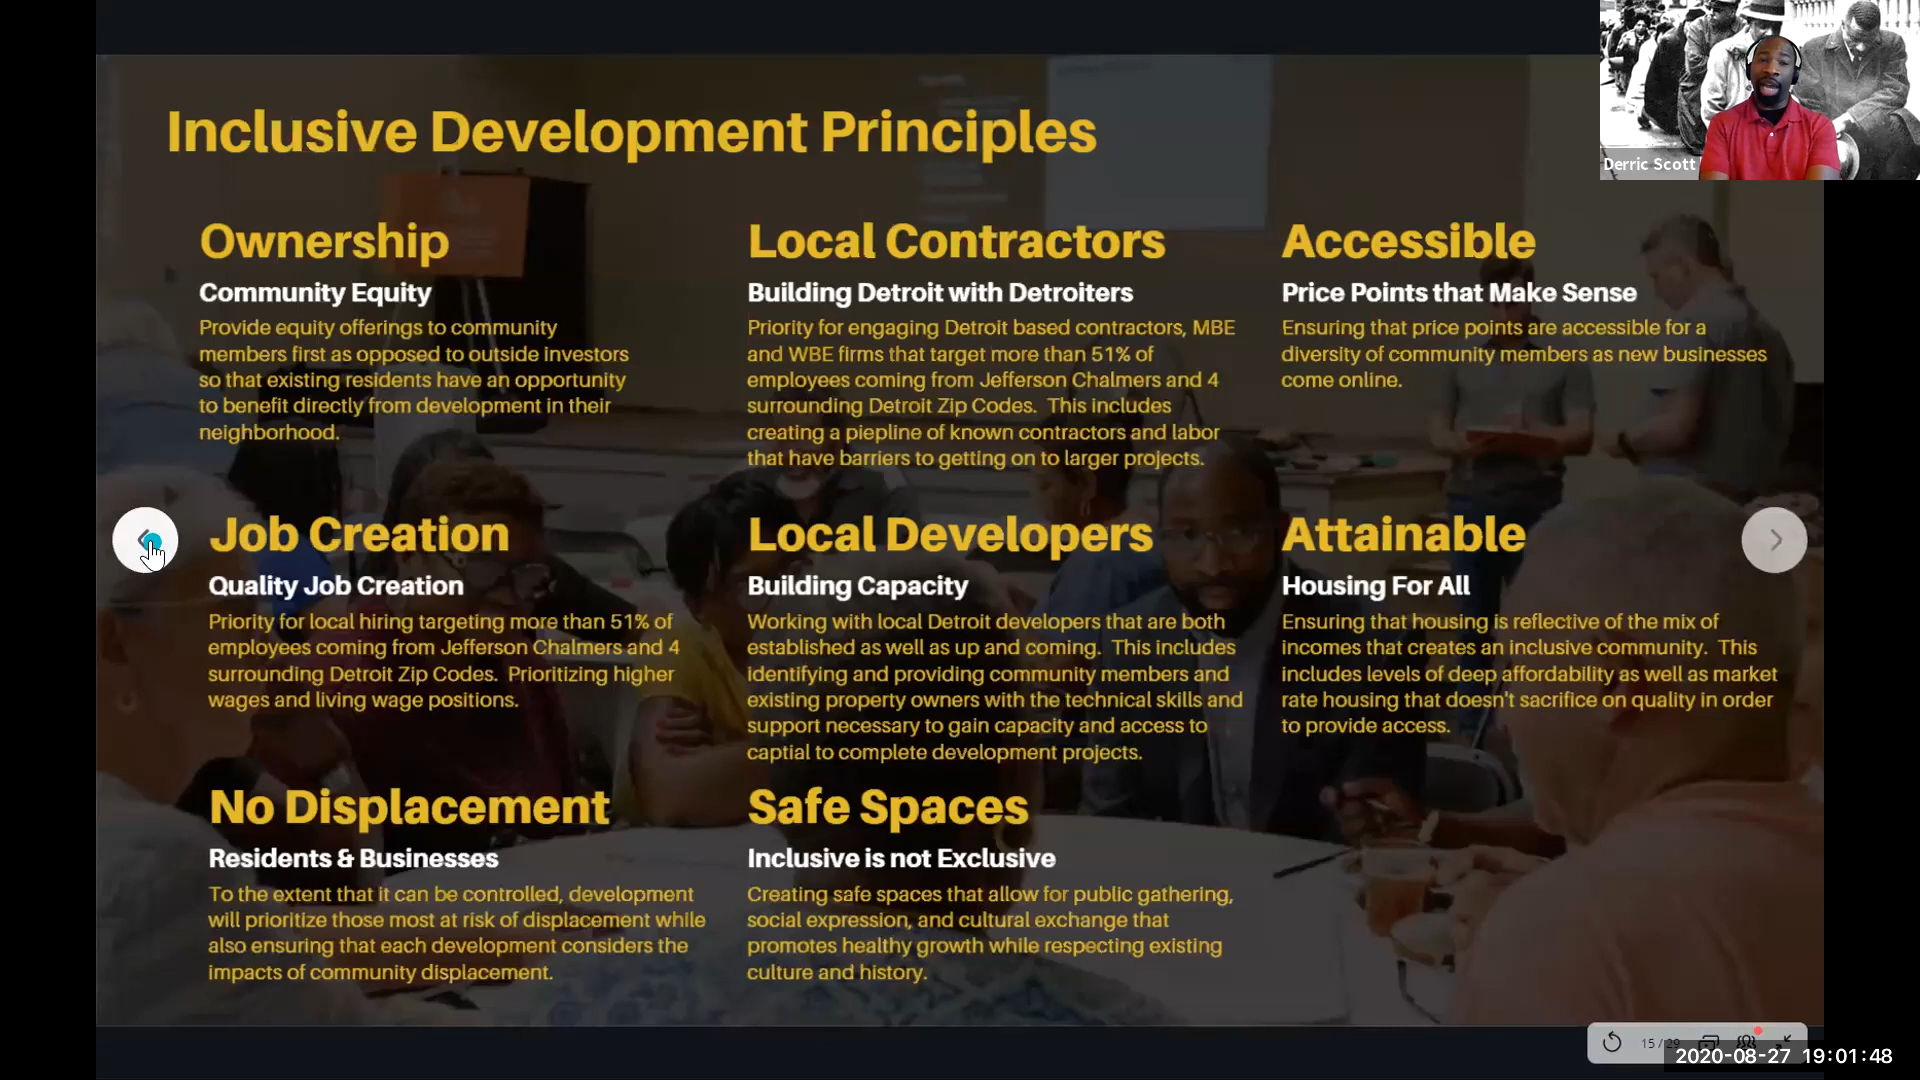 Inclusive Development Principles
Derric Scott
Ownership
Community Equity
Provide equity offerings to community
members first as opposed to outside investors
so that existing residents have an opportunity
to benefit directly from development in their
neighborhood.
Local Contractors
Building Detroit with Detroiters
Priority for engaging Detroit based contractors, MBE
and WBE firms that target more than 51% of
employees coming from Jefferson Chalmers and 4
surrounding Detroit Zip Codes.  This includes
creating a piepline of known contractors and labor
that have barriers to getting on to larger projects.
Accessible
Price Points that Make Sense
Ensuring that price points are accessible for a
diversity of community members as new businesses
come online.
Job Creation
Quality Job Creation
Priority for local hiring targeting more than 51% of
employees coming from Jefferson Chalmers and 4
surrounding Detroit Zip Codes.  Prioritizing higher
wages and living wage positions.
Local Developers
Building Capacity
Working with local Detroit developers that are both
established as well as up and coming.  This includes
identifying and providing community members and
existing property owners with the technical skills and
support necessary to gain capacity and access to
captial to complete development projects.
Attainable
Housing For All
Ensuring that housing is reflective of the mix of
incomes that creates an inclusive community.  This
includes levels of deep affordability as well as market
rate housing that doesn't sacrifice on quality in order
to provide access.
No Displacement
Residents & Businesses
To the extent that it can be controlled, development
will prioritize those most at risk of displacement while
also ensuring that each development considers the
impacts of community displacement.
Safe Spaces
Inclusive is not Exclusive
Creating safe spaces that allow for public gathering,
social expression, and cultural exchange that
promotes healthy growth while respecting existing
culture and history.
15 / 29
2020-08-27 19:01:48